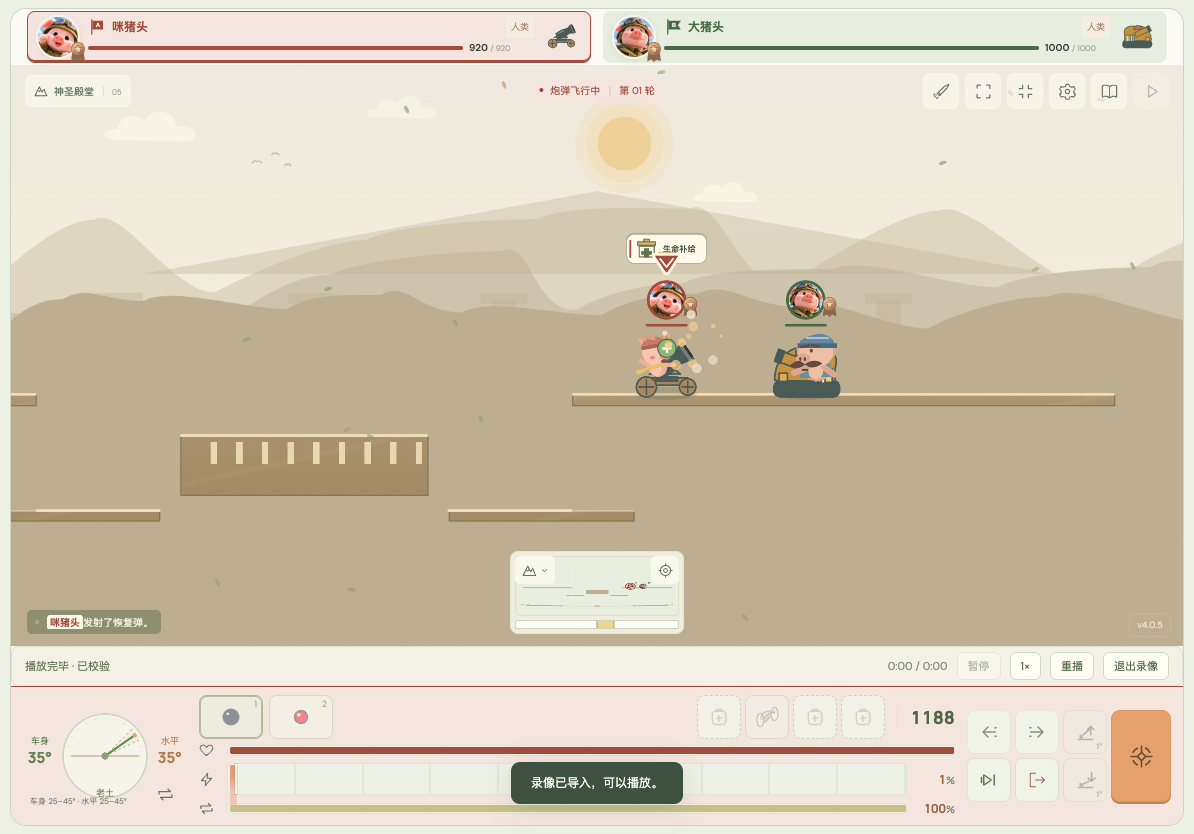 咪猪头
人类
920 / 920
大猪头
人类
1000 / 1000
神圣殿堂 05
炮弹飞行中 第 01 轮
生命补给
咪猪头发射了恢复弹。
v4.0.5
播放完毕 · 已校验
0:00 / 0:00
暂停
1×
重播
退出录像
1
2
1188
车身
35°
水平
35°
老土
车身 25–45° · 水平 25–45°
录像已导入，可以播放。
1%
100%
1°
1°